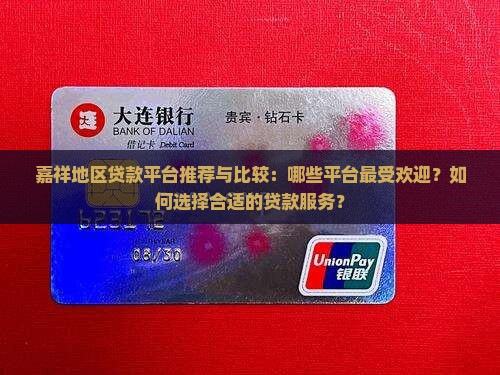 大连银行
BANK OF DALIAN
贵宾·钻石卡
借记卡 Debit Card
嘉祥地区贷款平台推荐与比较：哪些平台最受欢迎？如
何选择合适的贷款服务？
08/30
UnionPay
银联